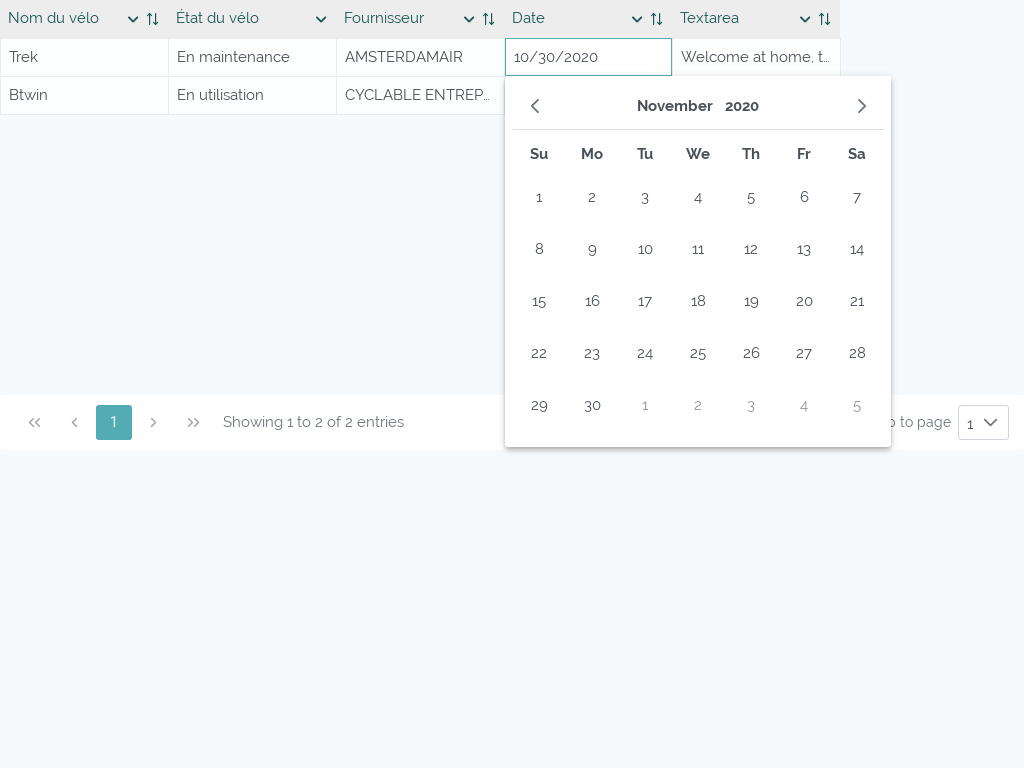 Nom du vélo État du vélo Fournisseur Date Textarea
Trek En maintenance AMSTERDAMAIR 10/30/2020 Welcome at home, t...
Btwin En utilisation CYCLABLE ENTREP...
November 2020
Su Mo Tu We Th Fr Sa
1 2 3 4 5 6 7
8 9 10 11 12 13 14
15 16 17 18 19 20 21
22 23 24 25 26 27 28
29 30 1 2 3 4 5
1 Showing 1 to 2 of 2 entries to page 1